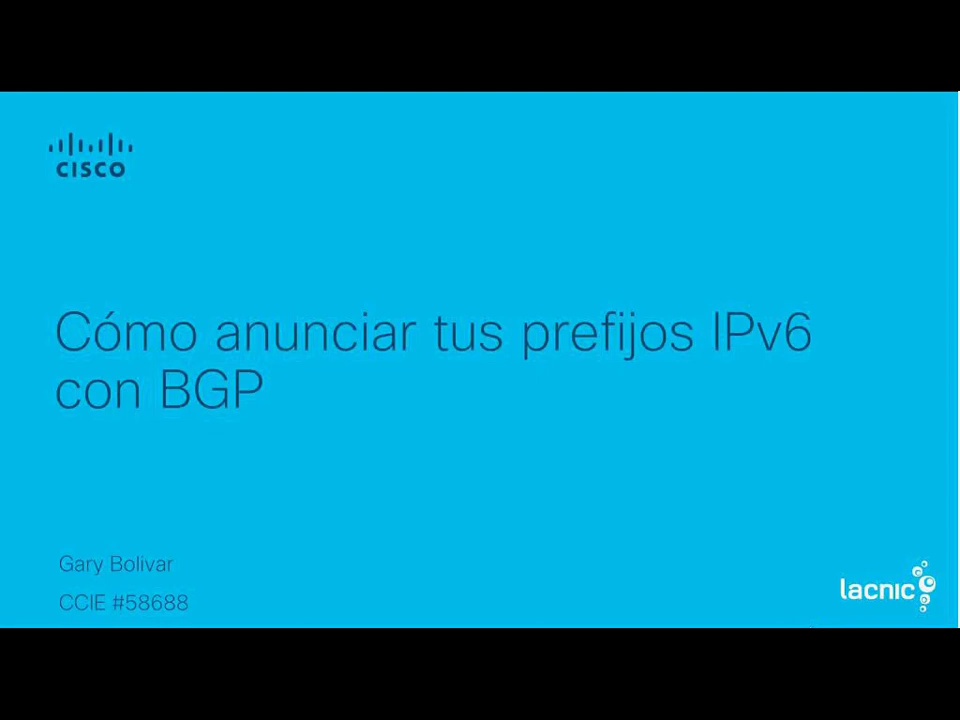 CISCO
Cómo anunciar tus prefijos IPv6
con BGP
Gary Bolivar
CCIE #58688
lacnic